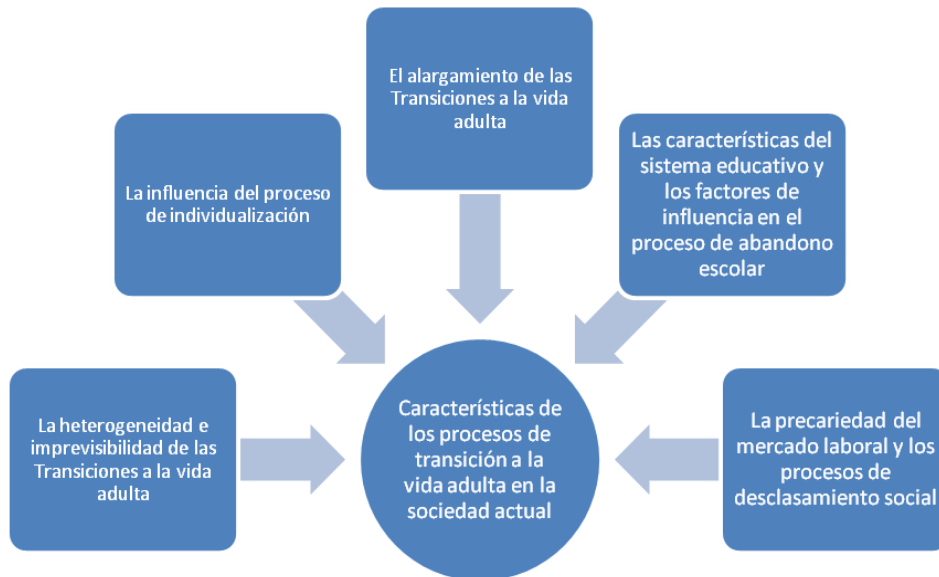 El alargamiento de las
Transiciones a la vida
adulta
La influencia del proceso
de individualización
Las características del
sistema educativo y
los factores de
influencia en el
proceso de abandono
escolar
La heterogeneidad e
imprevisibilidad de las
Transiciones a la vida
adulta
Características de
los procesos de
transición a la
vida adulta en la
sociedad actual
La precariedad del
mercado laboral y los
procesos de
desclasamiento social